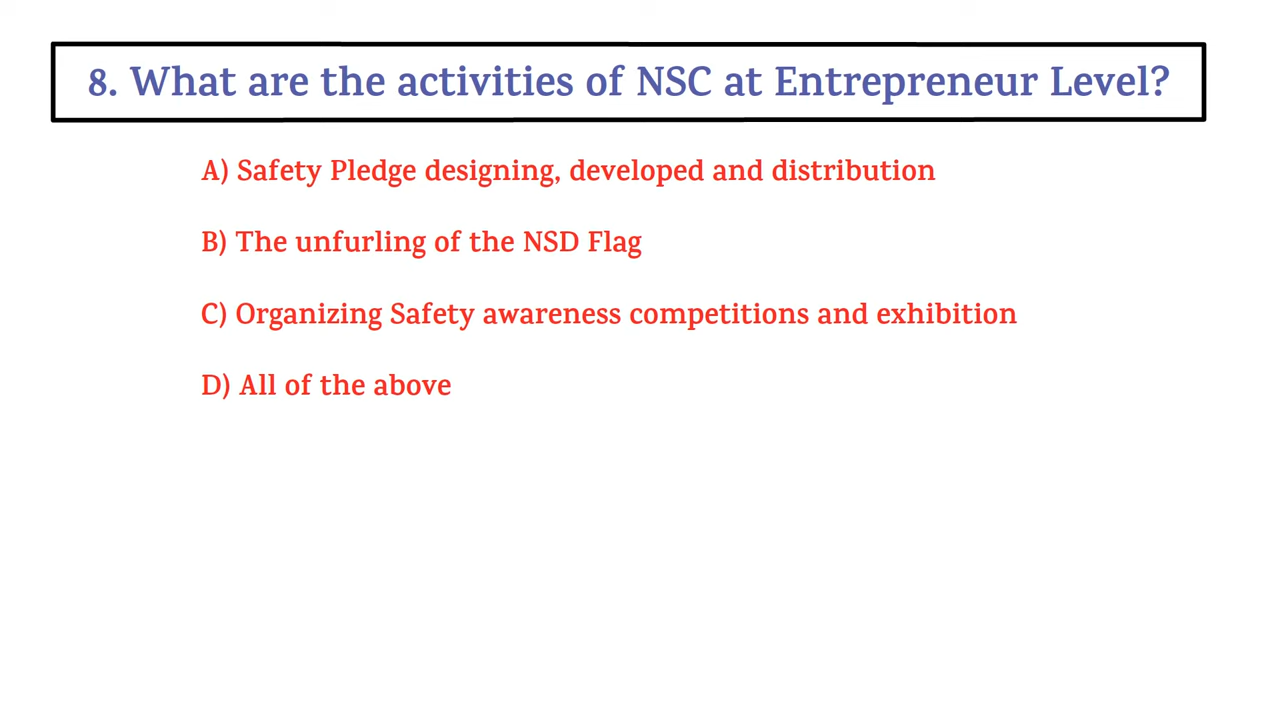 8. What are the activities of NSC at Entrepreneur Level?
A) Safety Pledge designing, developed and distribution
B) The unfurling of the NSD Flag
C) Organizing Safety awareness competitions and exhibition
D) All of the above